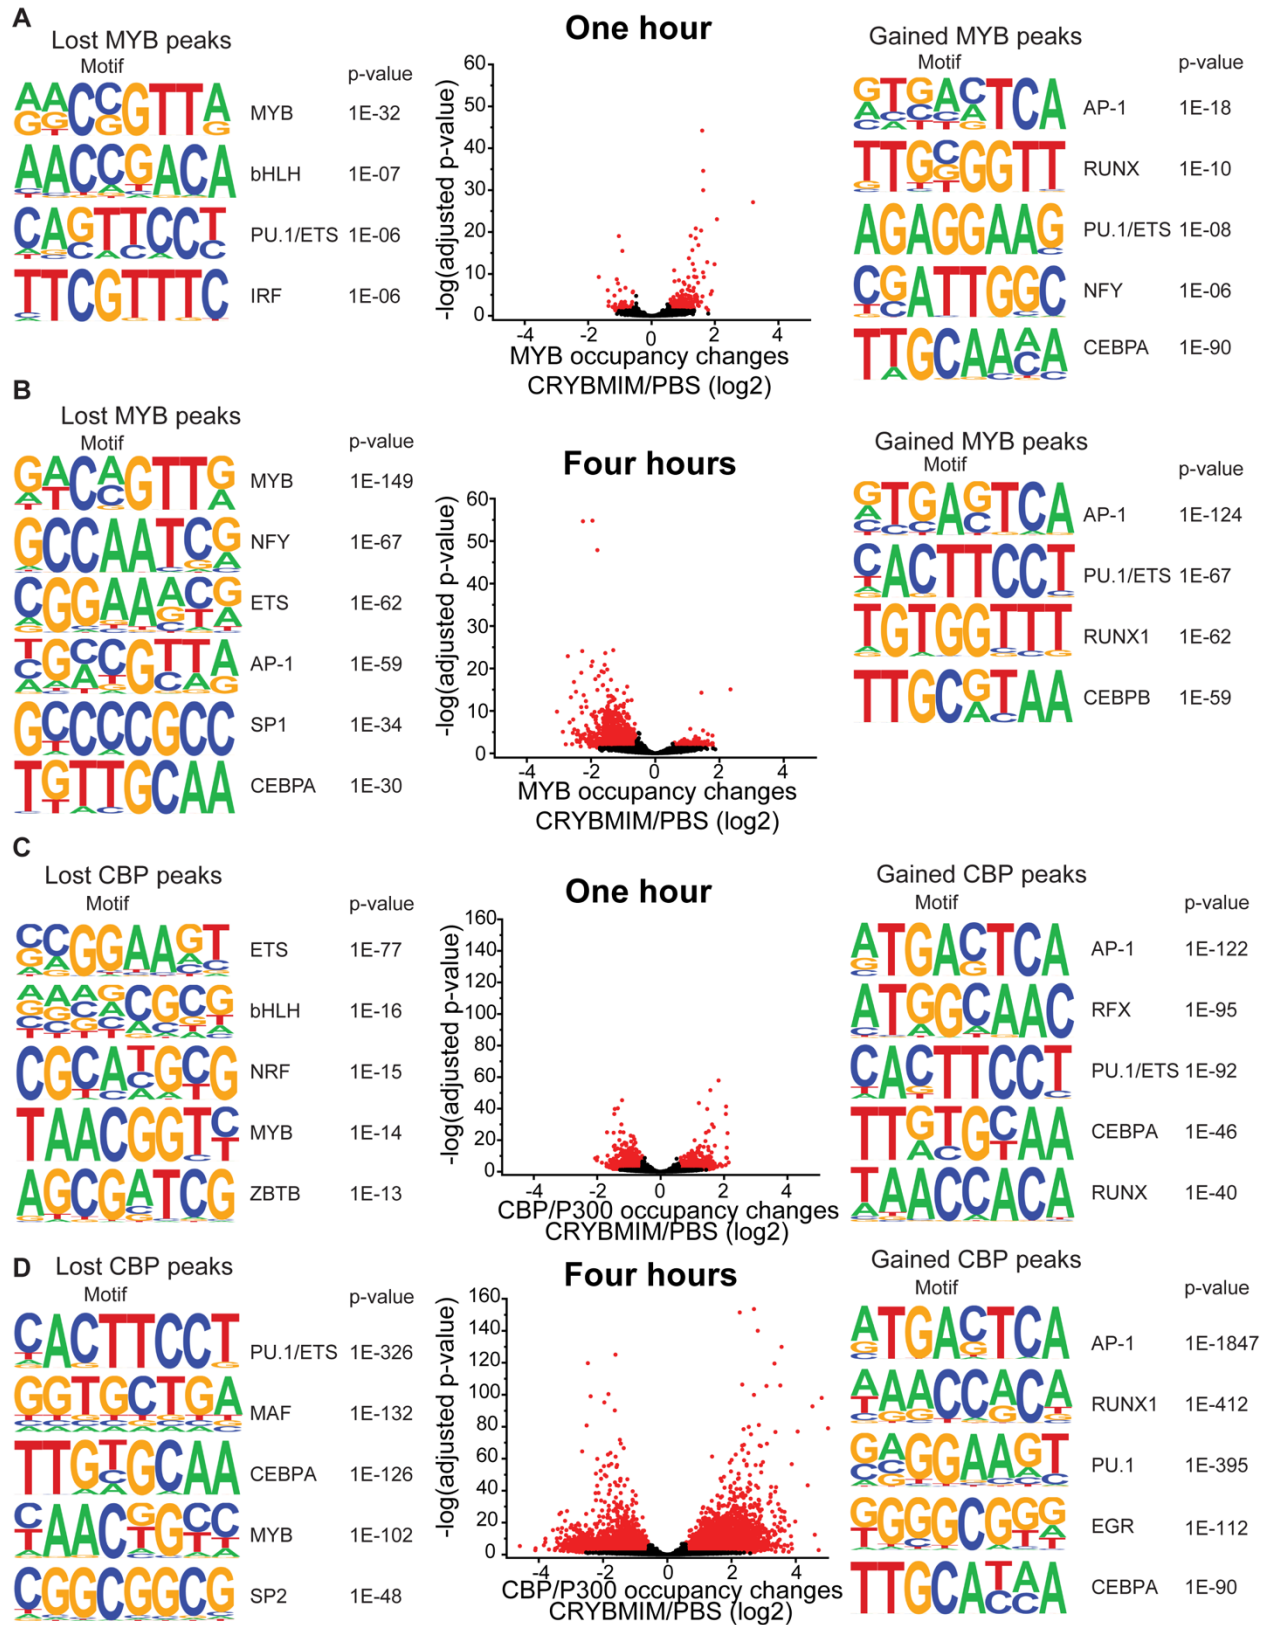 A
One hour
Lost MYB peaks
Motif
p-value
MYB 1E-32
bHLH 1E-07
PU.1/ETS 1E-06
IRF 1E-06
-log(adjusted p-value)
60
50
40
30
20
10
0
-4 -2 0 2 4
MYB occupancy changes
CRYBMIM/PBS (log2)
Gained MYB peaks
Motif
p-value
AP-1 1E-18
RUNX 1E-10
PU.1/ETS 1E-08
NFY 1E-06
CEBPA 1E-90
B
Lost MYB peaks
Motif
p-value
MYB 1E-149
NFY 1E-67
ETS 1E-62
AP-1 1E-59
SP1 1E-34
CEBPA 1E-30
Four hours
-log(adjusted p-value)
60
50
40
30
20
10
0
-4 -2 0 2 4
MYB occupancy changes
CRYBMIM/PBS (log2)
Gained MYB peaks
Motif
p-value
AP-1 1E-124
PU.1/ETS 1E-67
RUNX1 1E-62
CEBPB 1E-59
C
Lost CBP peaks
Motif
p-value
ETS 1E-77
bHLH 1E-16
NRF 1E-15
MYB 1E-14
ZBTB 1E-13
One hour
-log(adjusted p-value)
160
140
120
100
80
60
40
20
0
-4 -2 0 2 4
CBP/P300 occupancy changes
CRYBMIM/PBS (log2)
Gained CBP peaks
Motif
p-value
AP-1 1E-122
RFX 1E-95
PU.1/ETS 1E-92
CEBPA 1E-46
RUNX 1E-40
D
Lost CBP peaks
Motif
p-value
PU.1/ETS 1E-326
MAF 1E-132
CEBPA 1E-126
MYB 1E-102
SP2 1E-48
Four hours
-log(adjusted p-value)
160
140
120
100
80
60
40
20
0
-4 -2 0 2 4
CBP/P300 occupancy changes
CRYBMIM/PBS (log2)
Gained CBP peaks
Motif
p-value
AP-1 1E-1847
RUNX1 1E-412
PU.1 1E-395
EGR 1E-112
CEBPA 1E-90